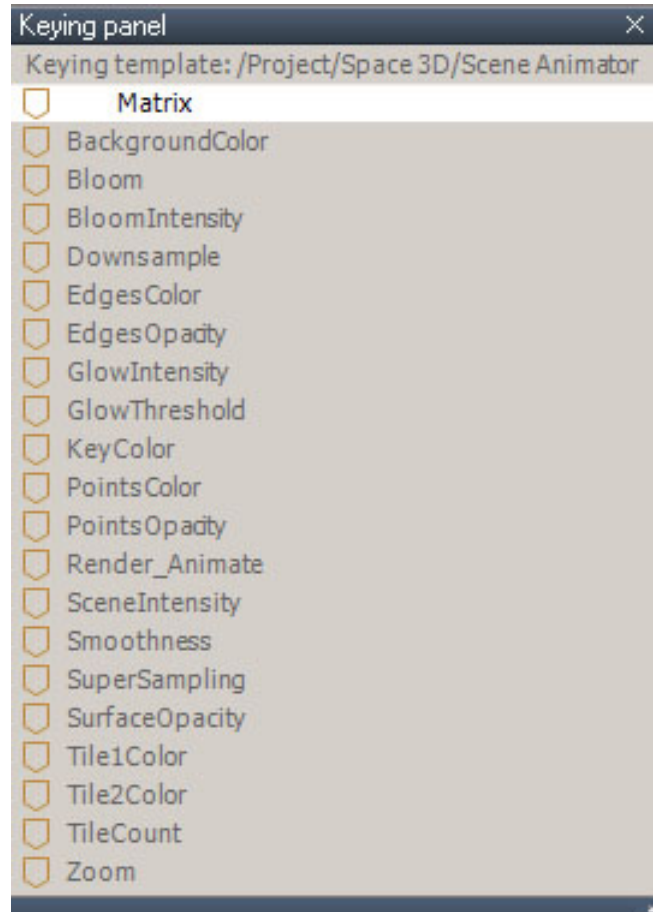 Keying panel
Keying template: /Project/Space 3D/Scene Animator
Matrix
BackgroundColor
Bloom
BloomIntensity
Downsample
EdgesColor
EdgesOpacity
GlowIntensity
GlowThreshold
KeyColor
PointsColor
PointsOpacity
Render_Animate
SceneIntensity
Smoothness
SuperSampling
SurfaceOpacity
Tile1Color
Tile2Color
TileCount
Zoom